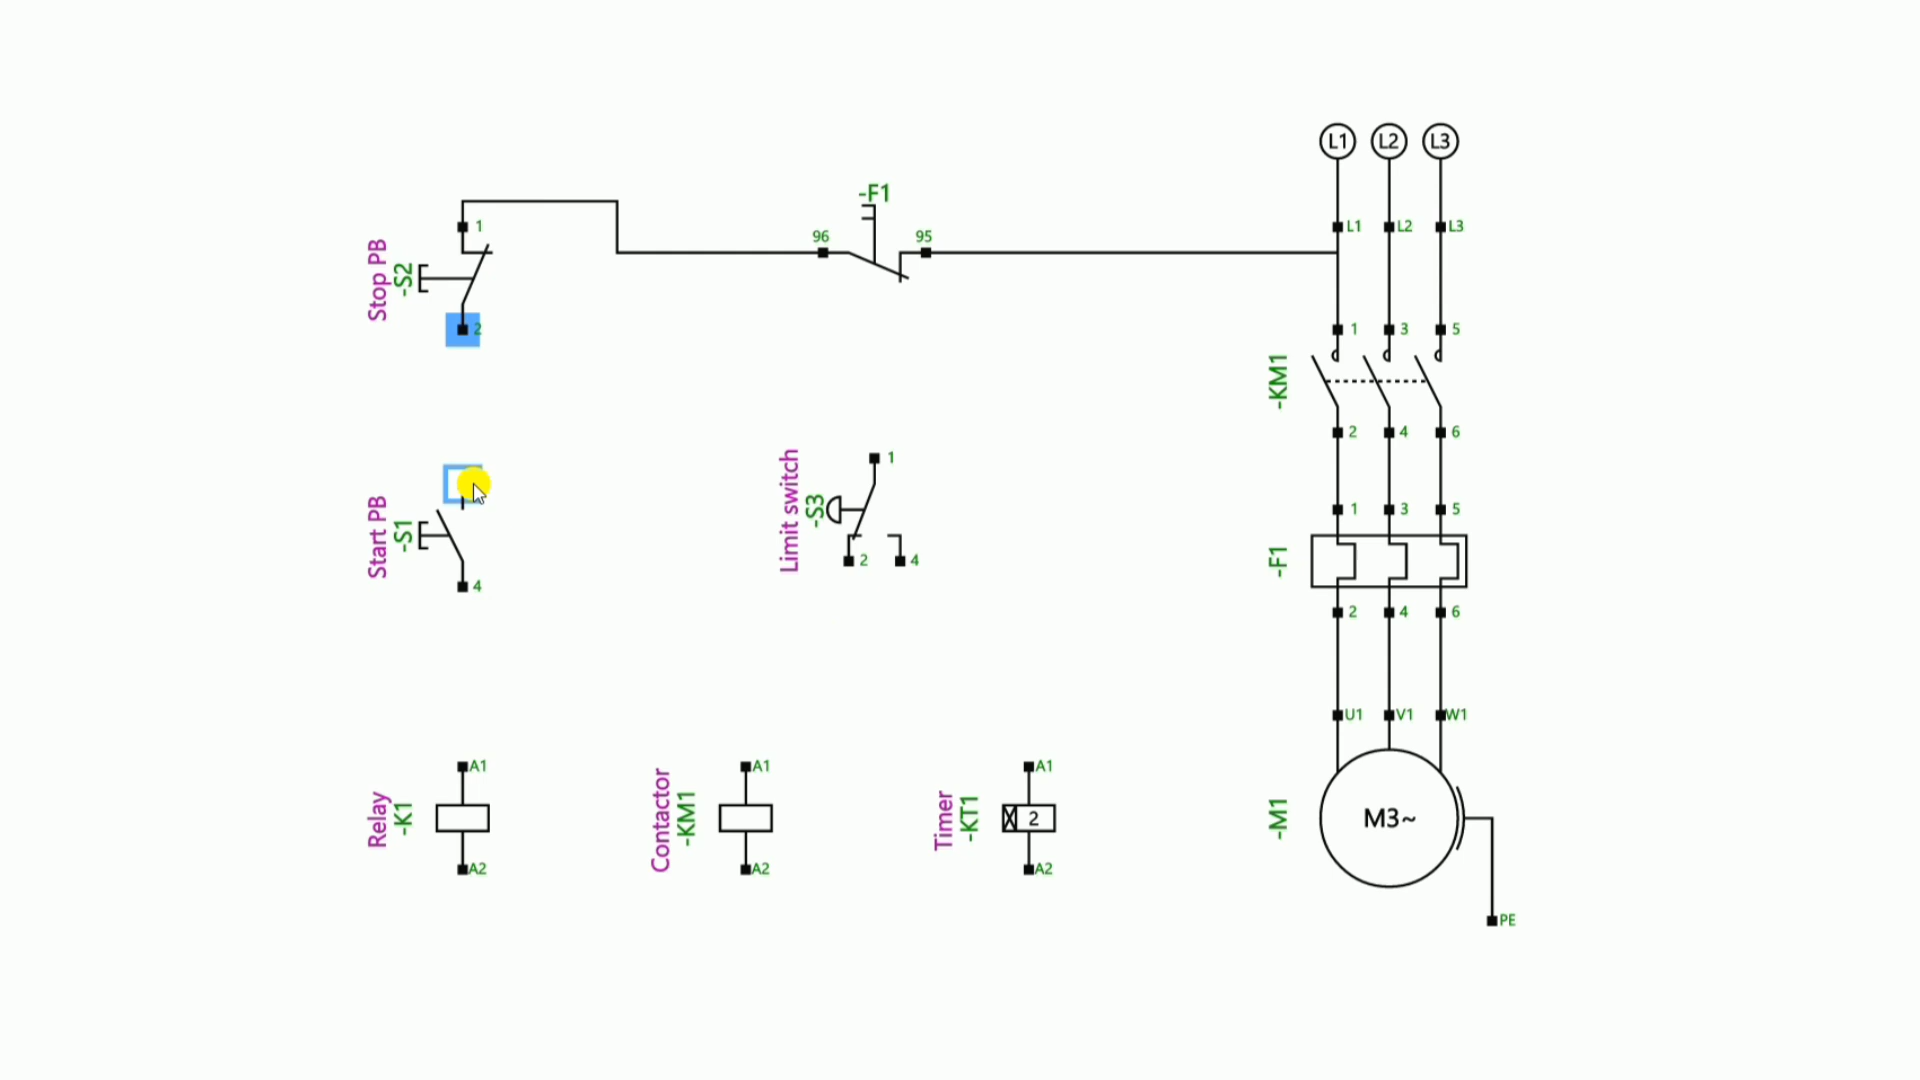 L1 L2 L3
-F1
1
L1 L2 L3
96 95
Stop PB
-S2
2
1 3 5
-KM1
2 4 6
Limit switch
-S3
1
2 4
Start PB
-S1
4
1 3 5
-F1
2 4 6
U1 V1 W1
Relay
-K1
A1
A2
Contactor
-KM1
A1
A2
Timer
-KT1
A1
2
A2
-M1
M3~
PE